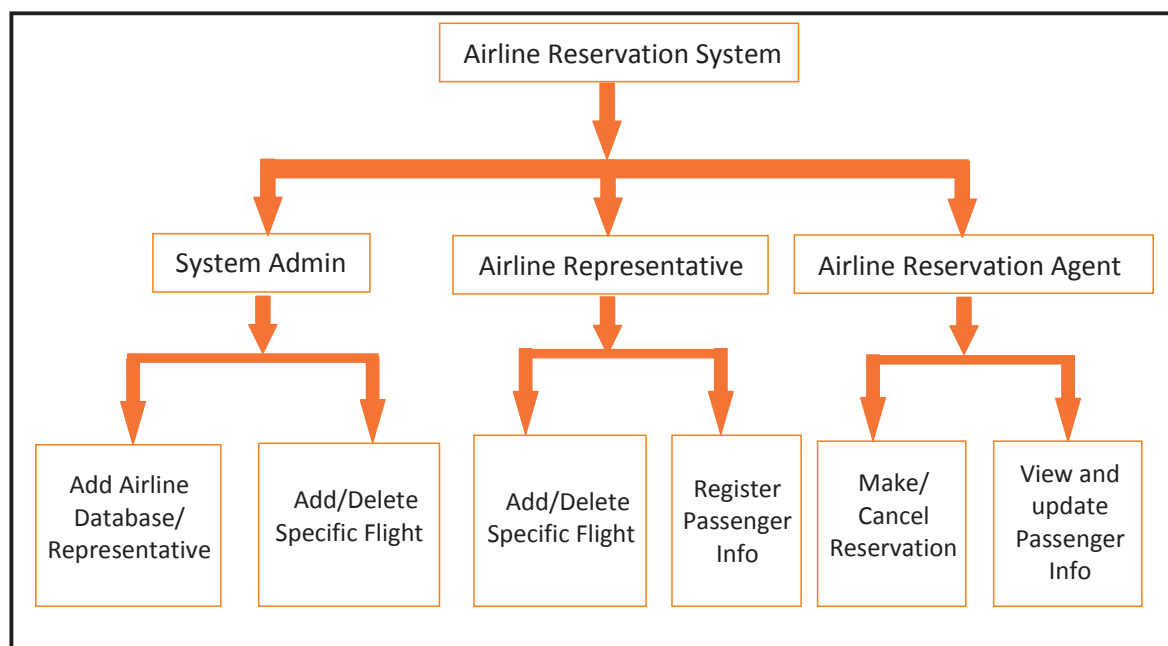 Airline Reservation System
System Admin
Airline Representative
Airline Reservation Agent
Add Airline
Database/
Representative
Add/Delete
Specific Flight
Add/Delete
Specific Flight
Register
Passenger
Info
Make/
Cancel
Reservation
View and
update
Passenger
Info